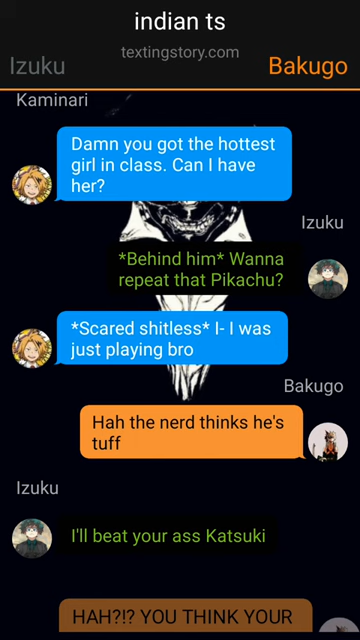 indian ts
textingstory.com
Izuku
Bakugo
Kaminari
Damn you got the hottest
girl in class. Can I have
her?
Izuku
*Behind him* Wanna
repeat that Pikachu?
*Scared shitless* I- I was
just playing bro
Bakugo
Hah the nerd thinks he's
tuff
Izuku
I'll beat your ass Katsuki
HAH?!? YOU THINK YOUR